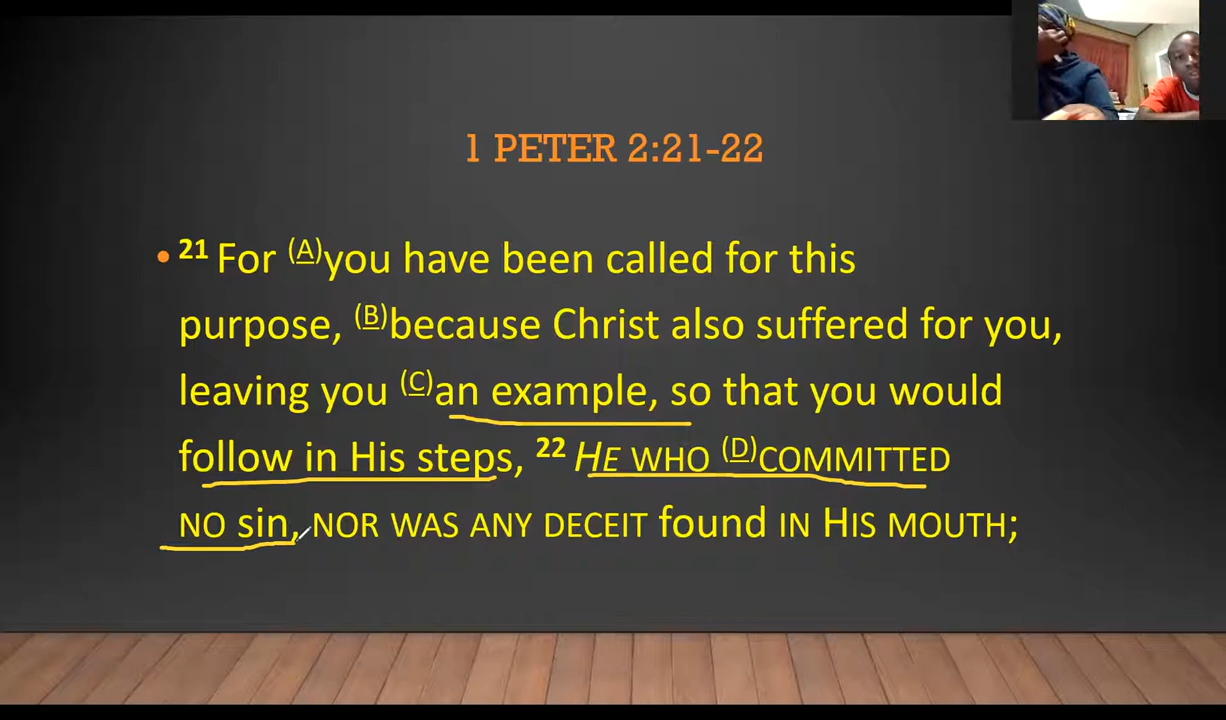 1 PETER 2:21-22
• 21 For (A)you have been called for this
purpose, (B)because Christ also suffered for you,
leaving you (C)an example, so that you would
follow in His steps, 22 HE WHO (D)COMMITTED
NO sin, NOR WAS ANY DECEIT found IN HIS MOUTH;